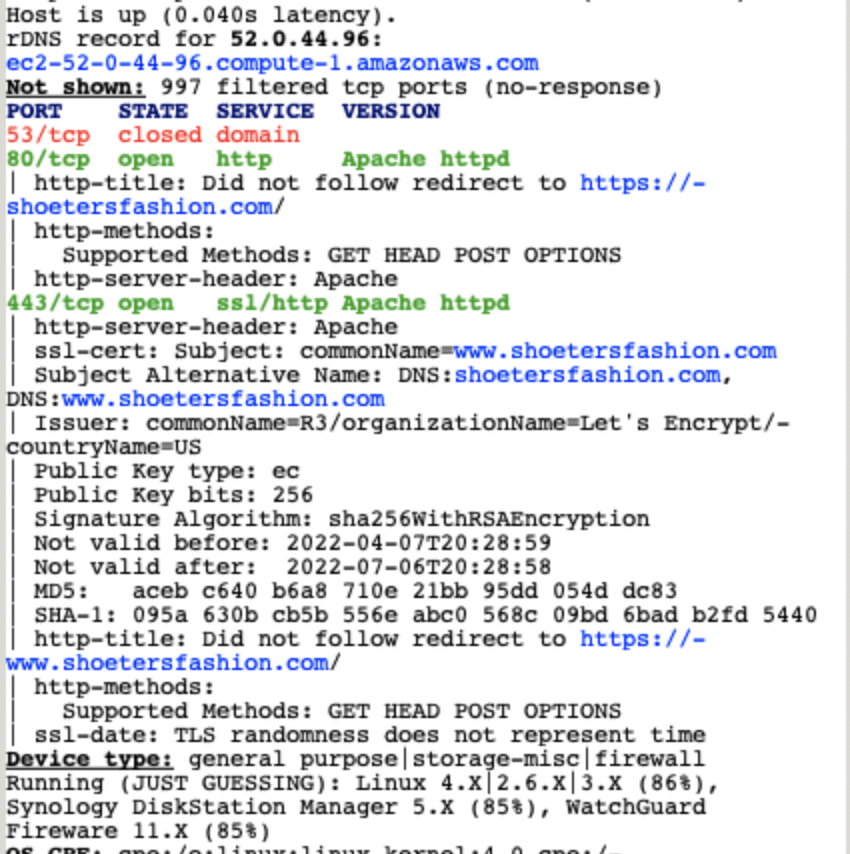 Host is up (0.040s latency).
rDNS record for 52.0.44.96:
ec2-52-0-44-96.compute-1.amazonaws.com
Not shown: 997 filtered tcp ports (no-response)
PORT    STATE  SERVICE  VERSION
53/tcp  closed domain
80/tcp  open   http     Apache httpd
| http-title: Did not follow redirect to https://-
shoetersfashion.com/
| http-methods:
|   Supported Methods: GET HEAD POST OPTIONS
| http-server-header: Apache
443/tcp open   ssl/http Apache httpd
| http-server-header: Apache
| ssl-cert: Subject: commonName=www.shoetersfashion.com
| Subject Alternative Name: DNS:shoetersfashion.com,
DNS:www.shoetersfashion.com
| Issuer: commonName=R3/organizationName=Let's Encrypt/-
countryName=US
| Public Key type: ec
| Public Key bits: 256
| Signature Algorithm: sha256WithRSAEncryption
| Not valid before: 2022-04-07T20:28:59
| Not valid after:  2022-07-06T20:28:58
| MD5:   aceb c640 b6a8 710e 21bb 95dd 054d dc83
| SHA-1: 095a 630b cb5b 556e abc0 568c 09bd 6bad b2fd 5440
| http-title: Did not follow redirect to https://-
www.shoetersfashion.com/
| http-methods:
|   Supported Methods: GET HEAD POST OPTIONS
| ssl-date: TLS randomness does not represent time
Device type: general purpose|storage-misc|firewall
Running (JUST GUESSING): Linux 4.X|2.6.X|3.X (86%),
Synology DiskStation Manager 5.X (85%), WatchGuard
Fireware 11.X (85%)
OS CPE: cpe:/o:linux:linux_kernel:4.0 cpe:/-